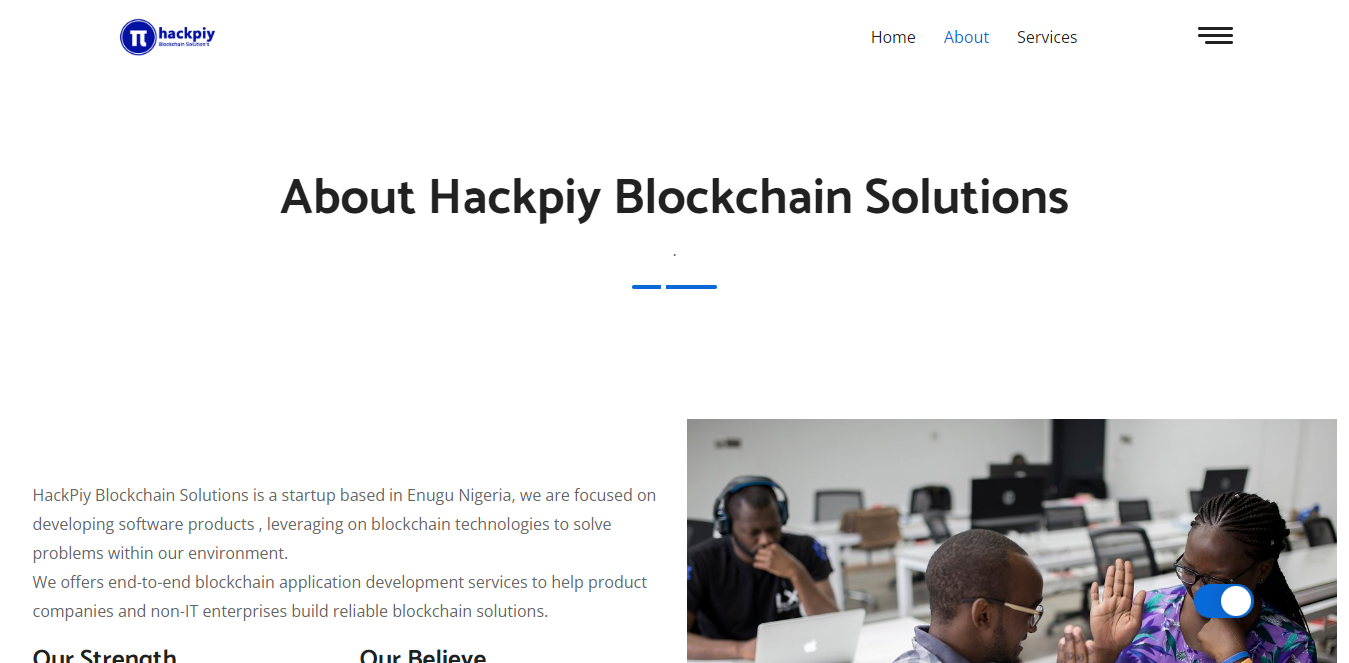 π hackpiy
Blockchain Solution's
Home About Services
About Hackpiy Blockchain Solutions
.
HackPiy Blockchain Solutions is a startup based in Enugu Nigeria, we are focused on
developing software products , leveraging on blockchain technologies to solve
problems within our environment.
We offers end-to-end blockchain application development services to help product
companies and non-IT enterprises build reliable blockchain solutions.
Our Strength
Our Believe